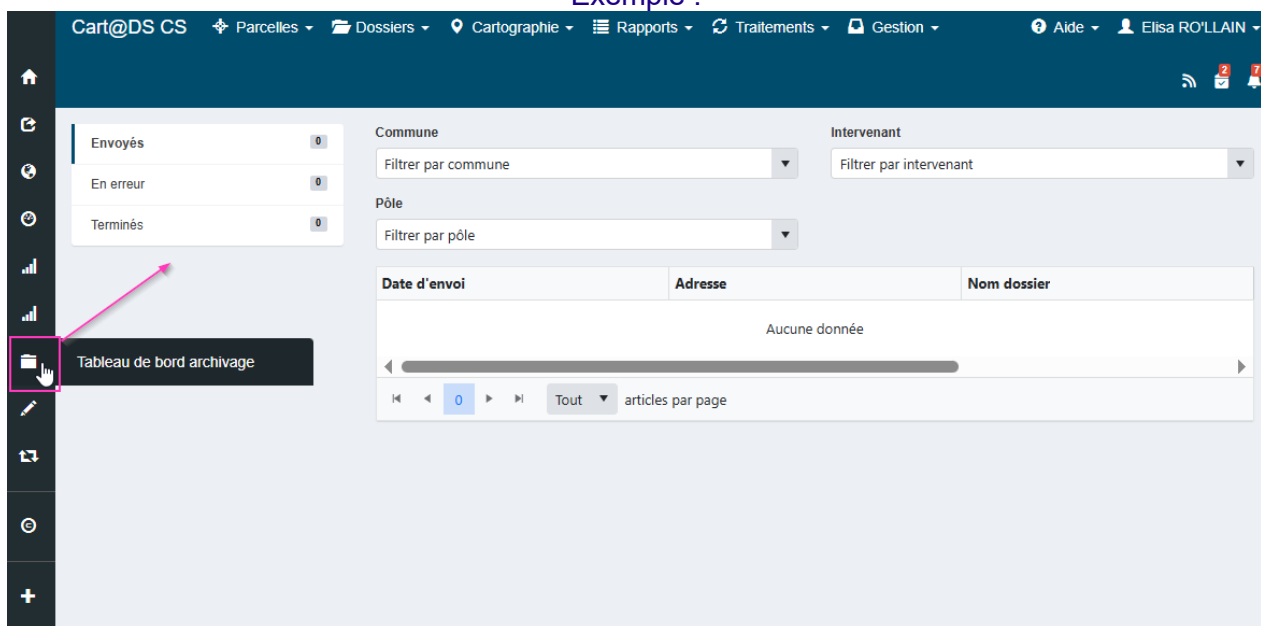 Exemple :
Cart@DS CS Parcelles Dossiers Cartographie Rapports Traitements Gestion Aide Elisa RO'LLAIN
2 7
Envoyés 0
En erreur 0
Terminés 0
Commune Intervenant
Filtrer par commune Filtrer par intervenant
Pôle
Filtrer par pôle
Date d'envoi Adresse Nom dossier
Aucune donnée
Tableau de bord archivage
0 Tout articles par page